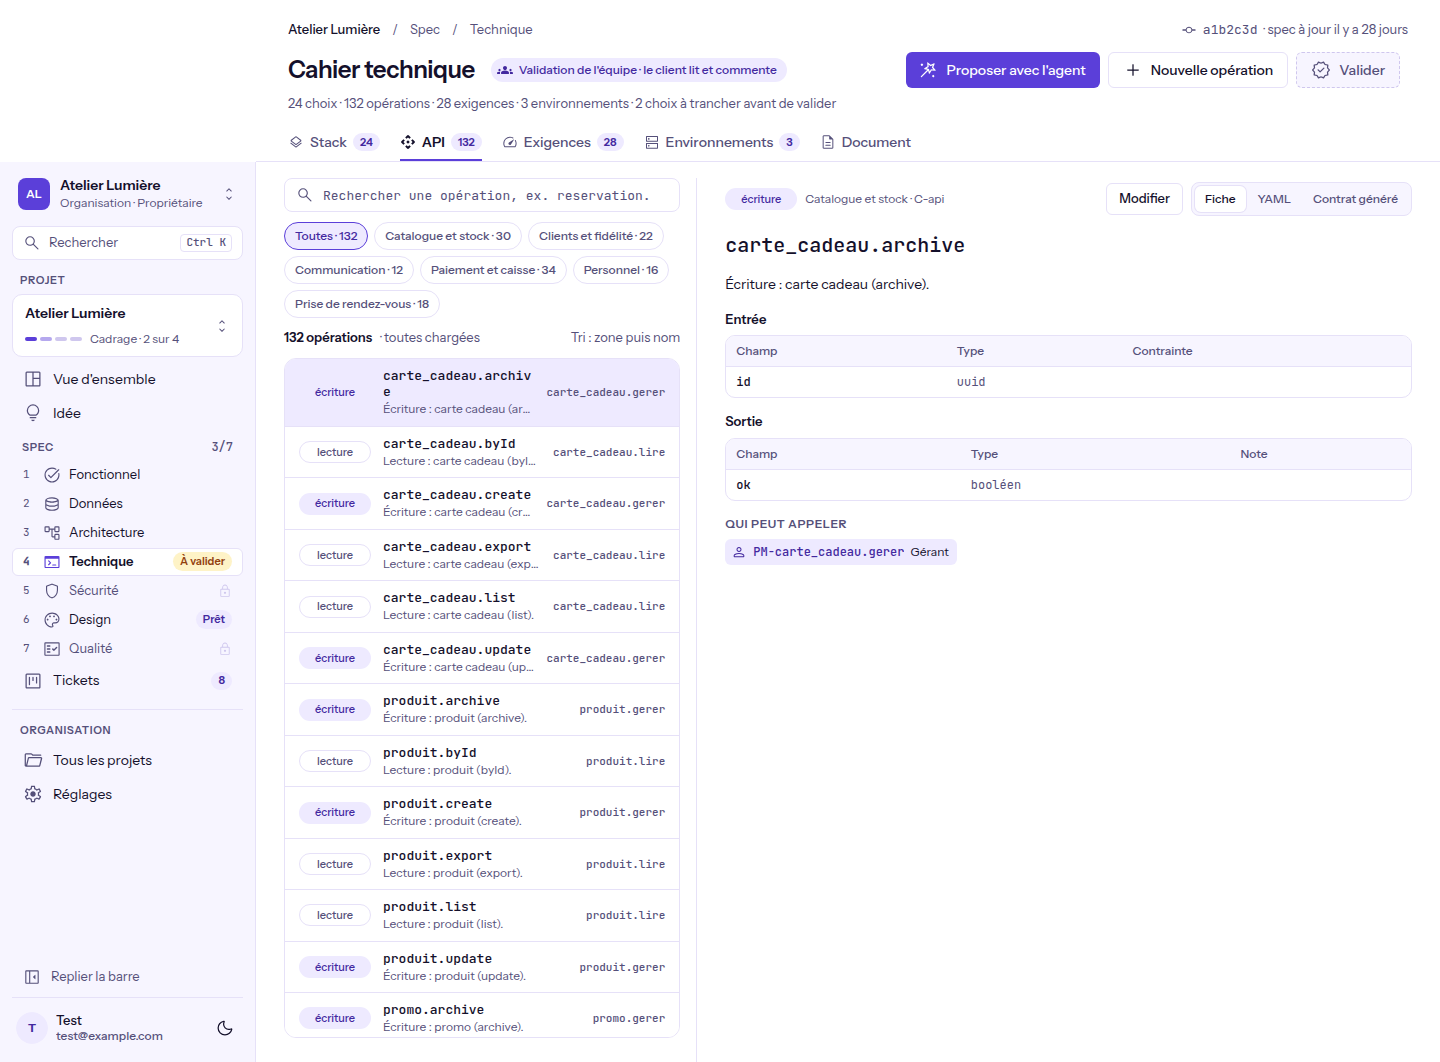 Atelier Lumière / Spec / Technique
a1b2c3d · spec à jour il y a 28 jours
Cahier technique
Validation de l'équipe · le client lit et commente
Proposer avec l'agent
Nouvelle opération
Valider
24 choix · 132 opérations · 28 exigences · 3 environnements · 2 choix à trancher avant de valider
Stack 24
API 132
Exigences 28
Environnements 3
Document
AL
Atelier Lumière
Organisation · Propriétaire
Rechercher
Ctrl K
PROJET
Atelier Lumière
Cadrage · 2 sur 4
Vue d'ensemble
Idée
SPEC 3/7
1 Fonctionnel
2 Données
3 Architecture
4 Technique À valider
5 Sécurité
6 Design Prêt
7 Qualité
Tickets 8
ORGANISATION
Tous les projets
Réglages
Replier la barre
T
Test
test@example.com
Rechercher une opération, ex. reservation.
Toutes · 132
Catalogue et stock · 30
Clients et fidélité · 22
Communication · 12
Paiement et caisse · 34
Personnel · 16
Prise de rendez-vous · 18
132 opérations · toutes chargées
Tri : zone puis nom
écriture
carte_cadeau.archiv
e
Écriture : carte cadeau (ar…
carte_cadeau.gerer
lecture
carte_cadeau.byId
Lecture : carte cadeau (byI…
carte_cadeau.lire
écriture
carte_cadeau.create
Écriture : carte cadeau (cr…
carte_cadeau.gerer
lecture
carte_cadeau.export
Lecture : carte cadeau (exp…
carte_cadeau.lire
lecture
carte_cadeau.list
Lecture : carte cadeau (list).
carte_cadeau.lire
écriture
carte_cadeau.update
Écriture : carte cadeau (up…
carte_cadeau.gerer
écriture
produit.archive
Écriture : produit (archive).
produit.gerer
lecture
produit.byId
Lecture : produit (byId).
produit.lire
écriture
produit.create
Écriture : produit (create).
produit.gerer
lecture
produit.export
Lecture : produit (export).
produit.lire
lecture
produit.list
Lecture : produit (list).
produit.lire
écriture
produit.update
Écriture : produit (update).
produit.gerer
écriture
promo.archive
Écriture : promo (archive).
promo.gerer
écriture
Catalogue et stock · C-api
Modifier
Fiche
YAML
Contrat généré
carte_cadeau.archive
Écriture : carte cadeau (archive).
Entrée
Champ Type Contrainte
id uuid
Sortie
Champ Type Note
ok booléen
QUI PEUT APPELER
PM-carte_cadeau.gerer Gérant